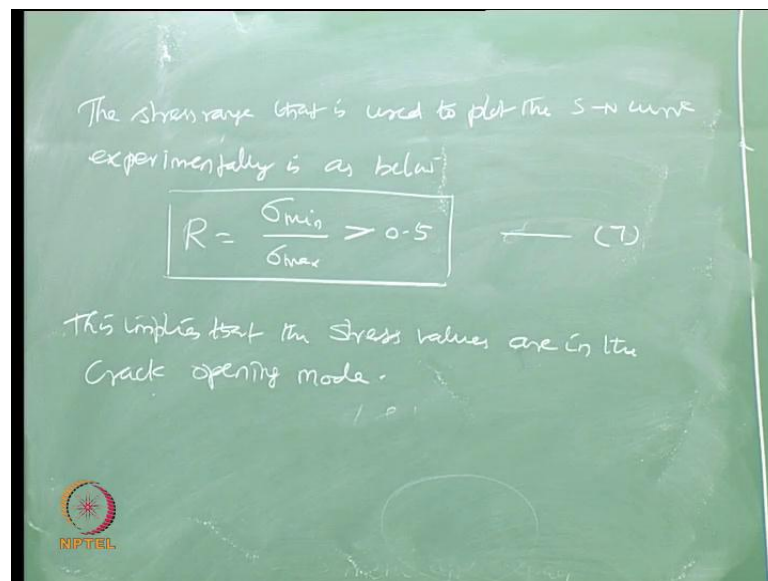 The stress range that is used to plot the S-N curve
experimentally is as below
R = σmin / σmax > 0.5 — (7)
This implies that the stress values are in the
crack opening mode.
NPTEL